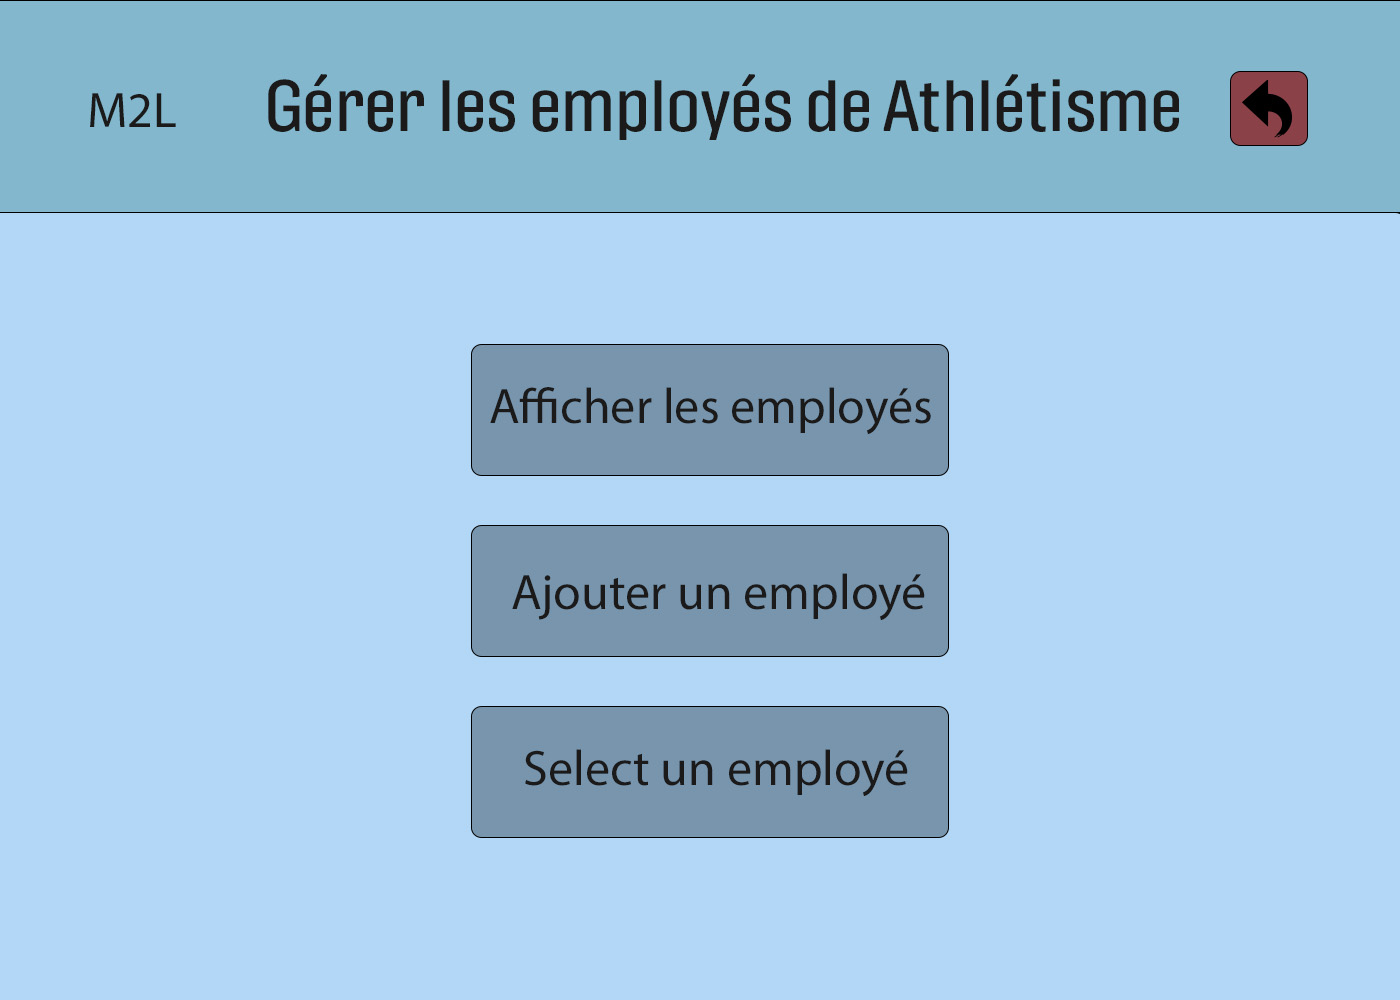 M2L
Gérer les employés de Athlétisme
Afficher les employés
Ajouter un employé
Select un employé